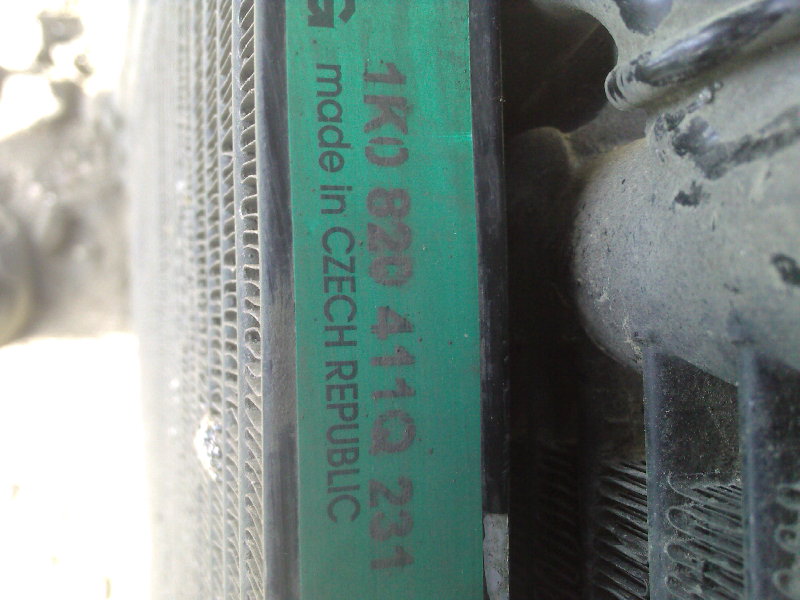 1K0 820 411Q 231
G made in CZECH REPUBLIC